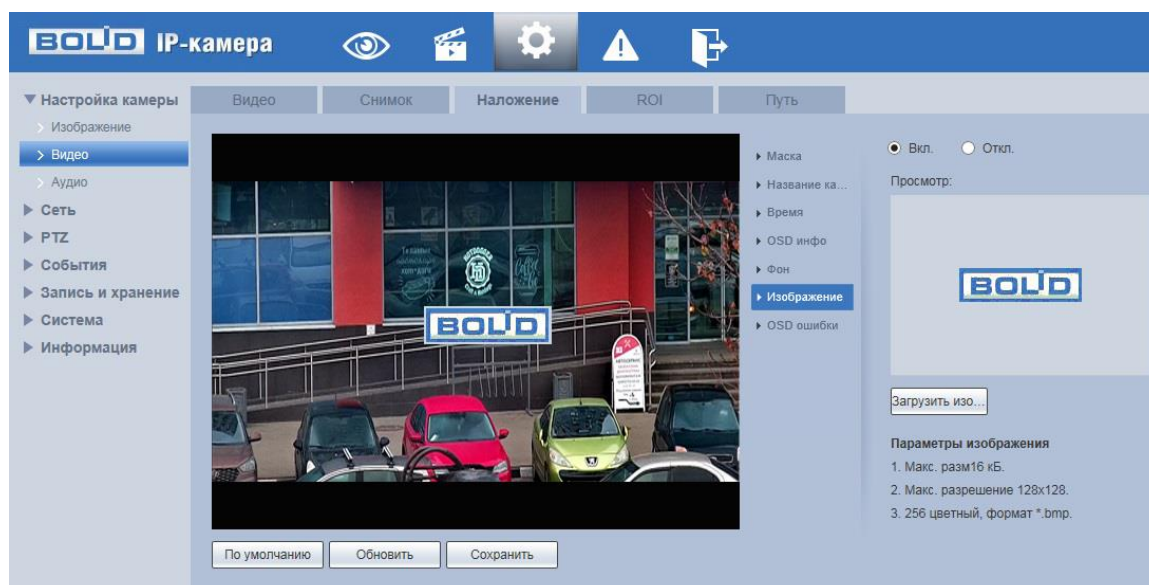 BOLID IP-камера
Настройка камеры
Изображение
Видео
Аудио
Сеть
PTZ
События
Запись и хранение
Система
Информация
Видео
Снимок
Наложение
ROI
Путь
BOLID
По умолчанию
Обновить
Сохранить
Маска
Название ка...
Время
OSD инфо
Фон
Изображение
OSD ошибки
Вкл.
Откл.
Просмотр:
BOLID
Загрузить изо...
Параметры изображения
1. Макс. разм16 кБ.
2. Макс. разрешение 128x128.
3. 256 цветный, формат *.bmp.